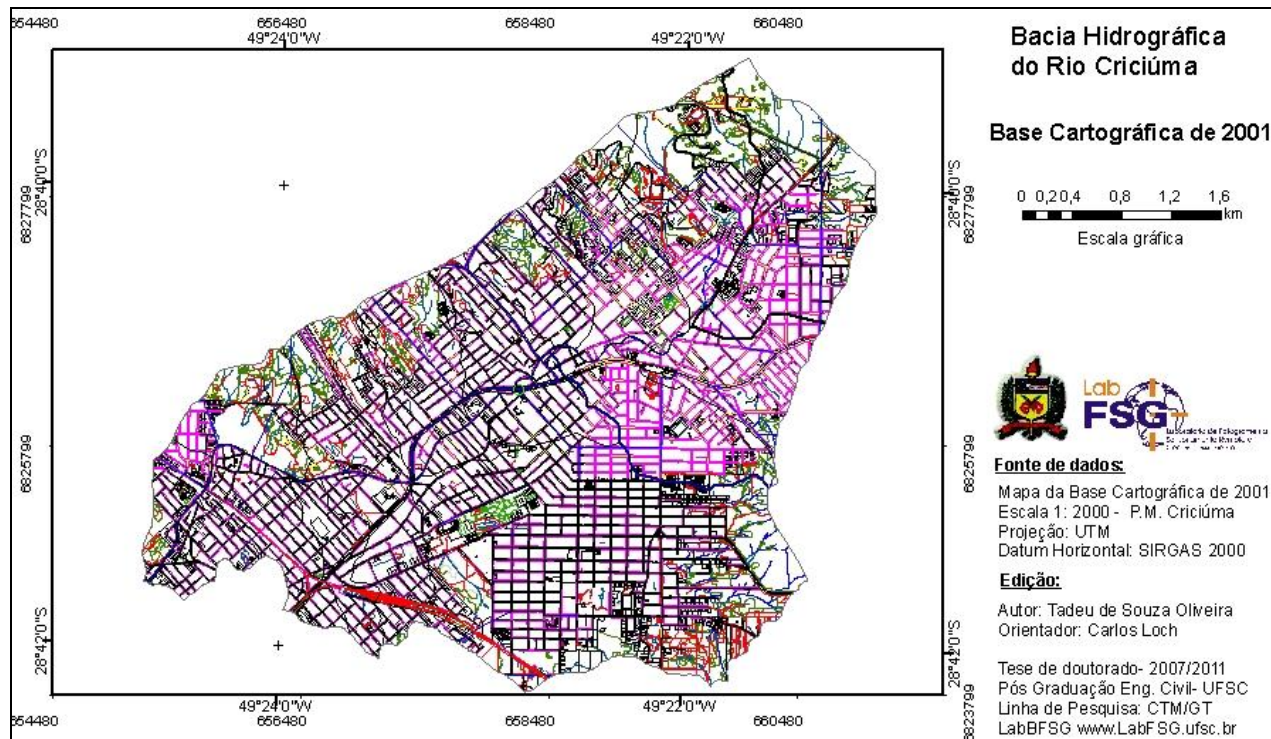 654480 656480 658480 660480
49°24'0"W 49°22'0"W
28°40'0"S
6827799
6825799
28°42'0"S
28°40'0"S
6827799
6825799
28°42'0"S
6823799
49°24'0"W 49°22'0"W
654480 656480 658480 660480
Bacia Hidrográfica
do Rio Criciúma
Base Cartográfica de 2001
0 0,2 0,4 0,8 1,2 1,6
km
Escala gráfica
Lab
FSG
Fonte de dados:
Mapa da Base Cartográfica de 2001
Escala 1: 2000 - P.M. Criciúma
Projeção: UTM
Datum Horizontal: SIRGAS 2000
Edição:
Autor: Tadeu de Souza Oliveira
Orientador: Carlos Loch
Tese de doutorado- 2007/2011
Pós Graduação Eng. Civil- UFSC
Linha de Pesquisa: CTM/GT
LabBFSG www.LabFSG.ufsc.br